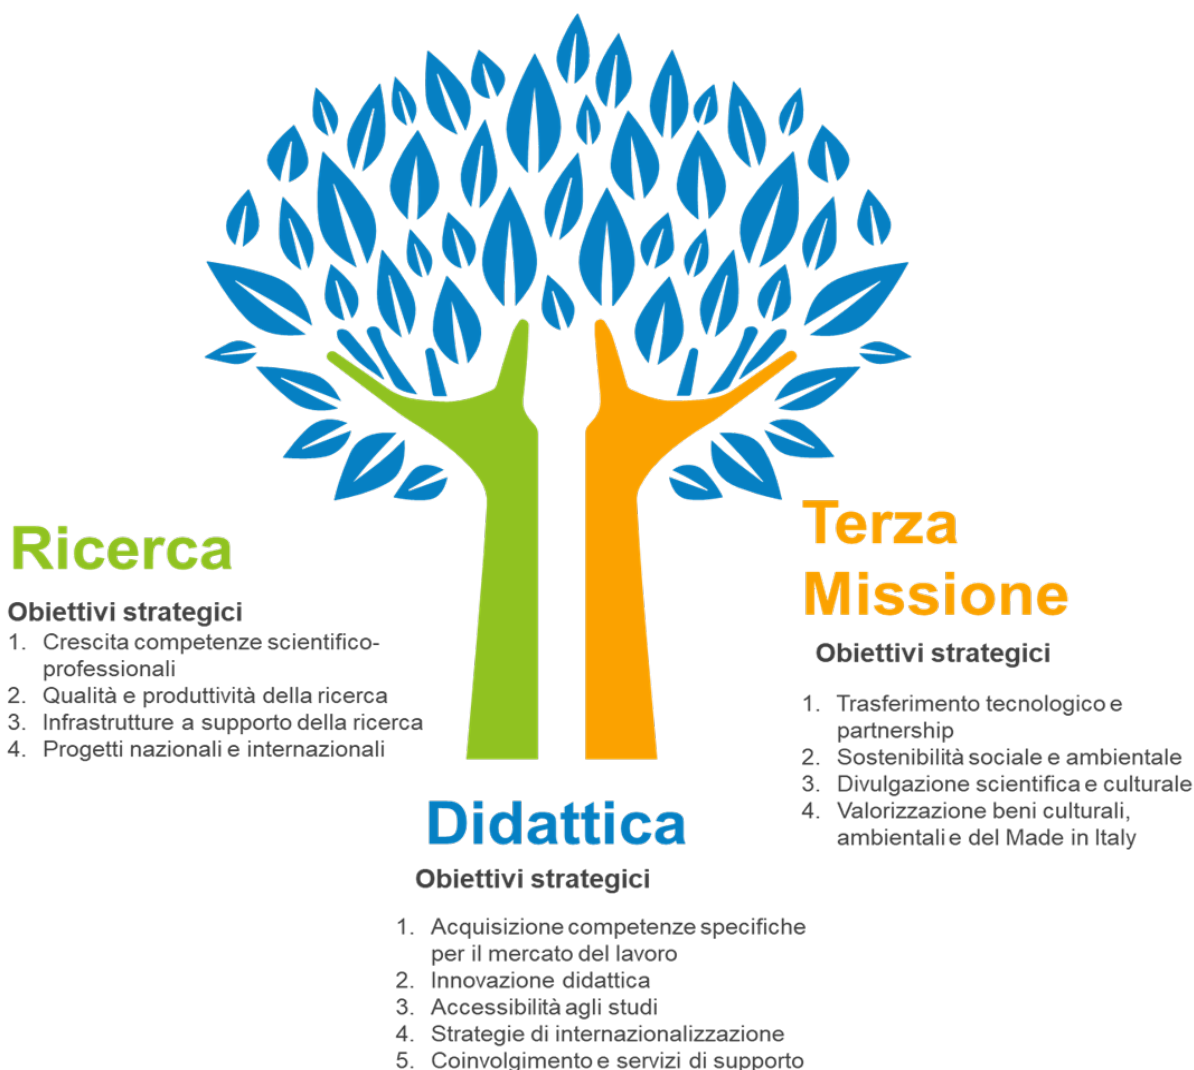 Ricerca
Obiettivi strategici
1. Crescita competenze scientifico-
professionali
2. Qualità e produttività della ricerca
3. Infrastrutture a supporto della ricerca
4. Progetti nazionali e internazionali
Terza
Missione
Obiettivi strategici
1. Trasferimento tecnologico e
partnership
2. Sostenibilità sociale e ambientale
3. Divulgazione scientifica e culturale
4. Valorizzazione beni culturali,
ambientali e del Made in Italy
Didattica
Obiettivi strategici
1. Acquisizione competenze specifiche
per il mercato del lavoro
2. Innovazione didattica
3. Accessibilità agli studi
4. Strategie di internazionalizzazione
5. Coinvolgimento e servizi di supporto